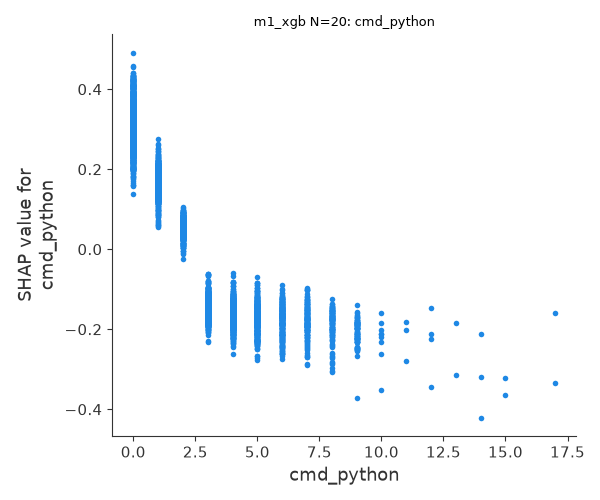 m1_xgb N=20: cmd_python
SHAP value for
cmd_python
0.4
0.2
0.0
−0.2
−0.4
0.0 2.5 5.0 7.5 10.0 12.5 15.0 17.5
cmd_python